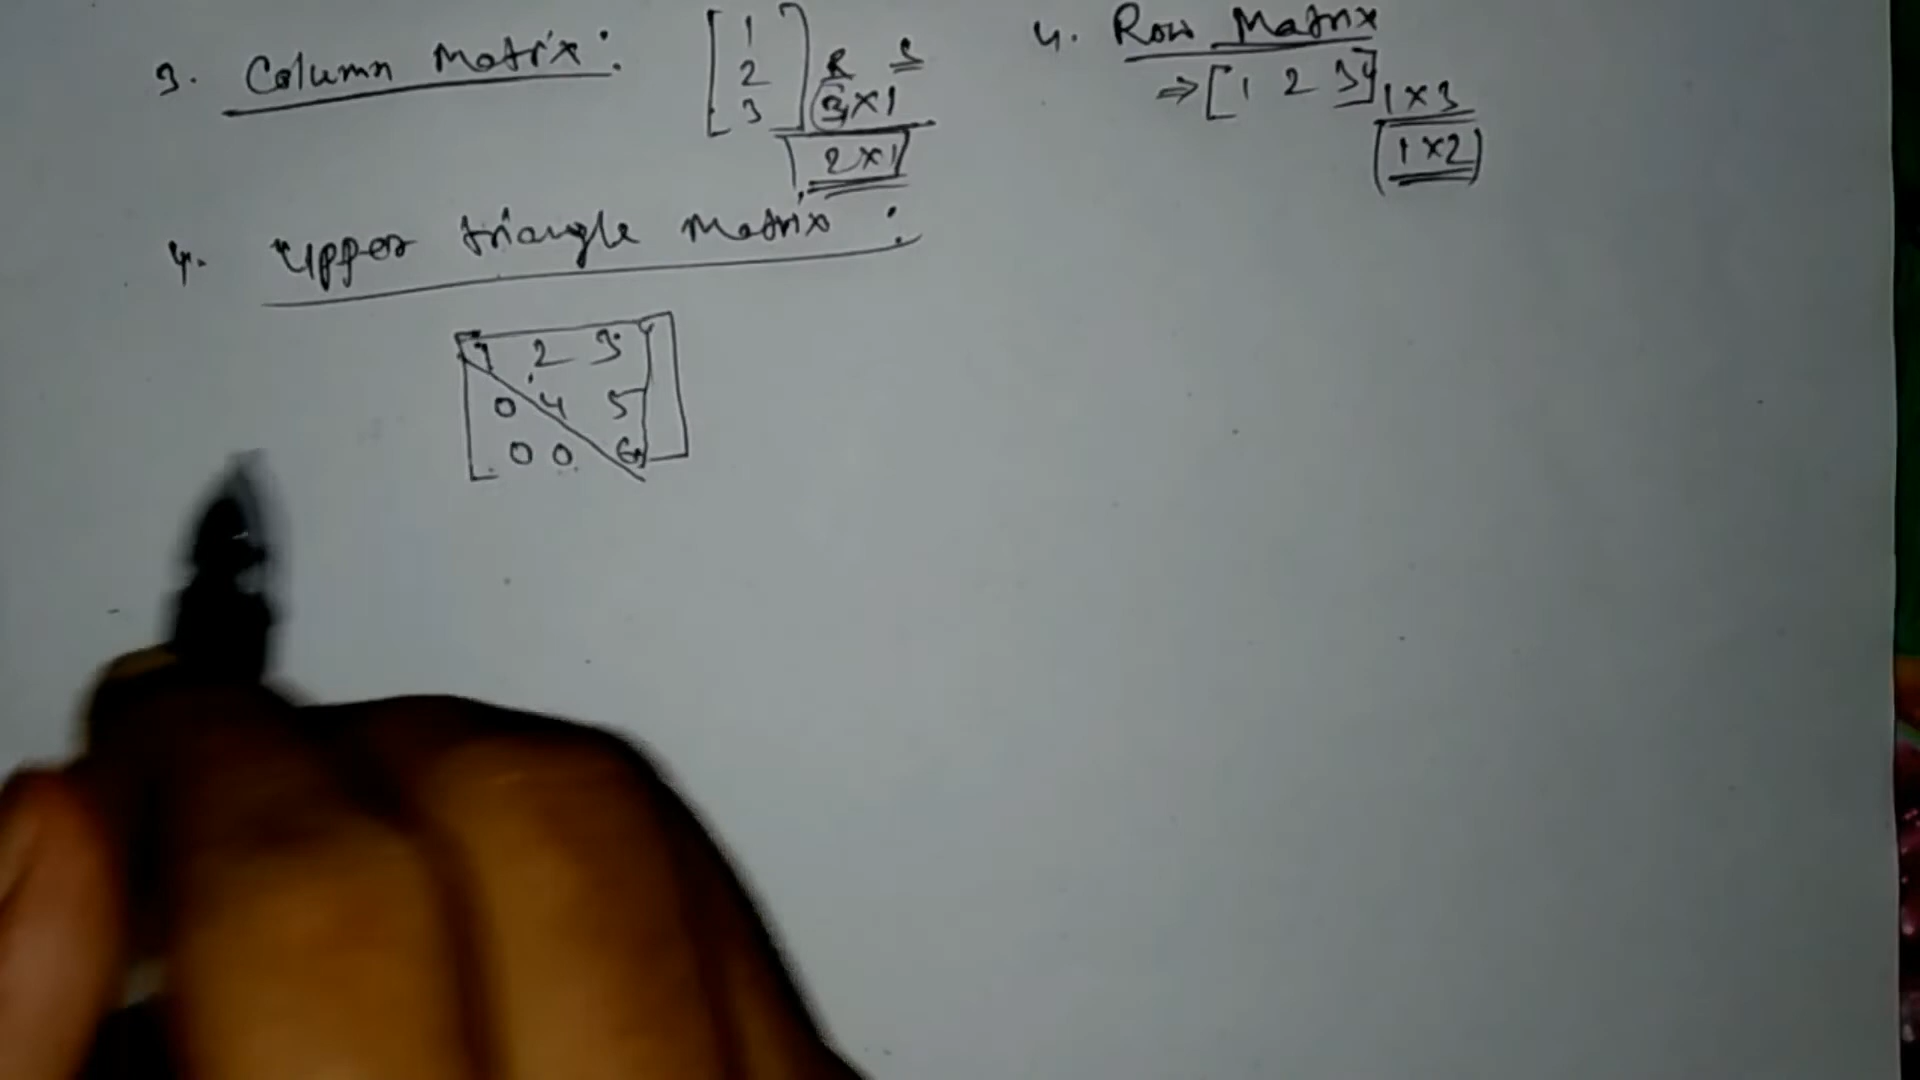 3. Column Matrix:
1
2
3
R
3×1
2×1
4. Row Matrix
⇒ [ 1 2 3 ] 1×3
1×2
4. Upper triangle Matrix:
1 2 3
0 4 5
0 0 6